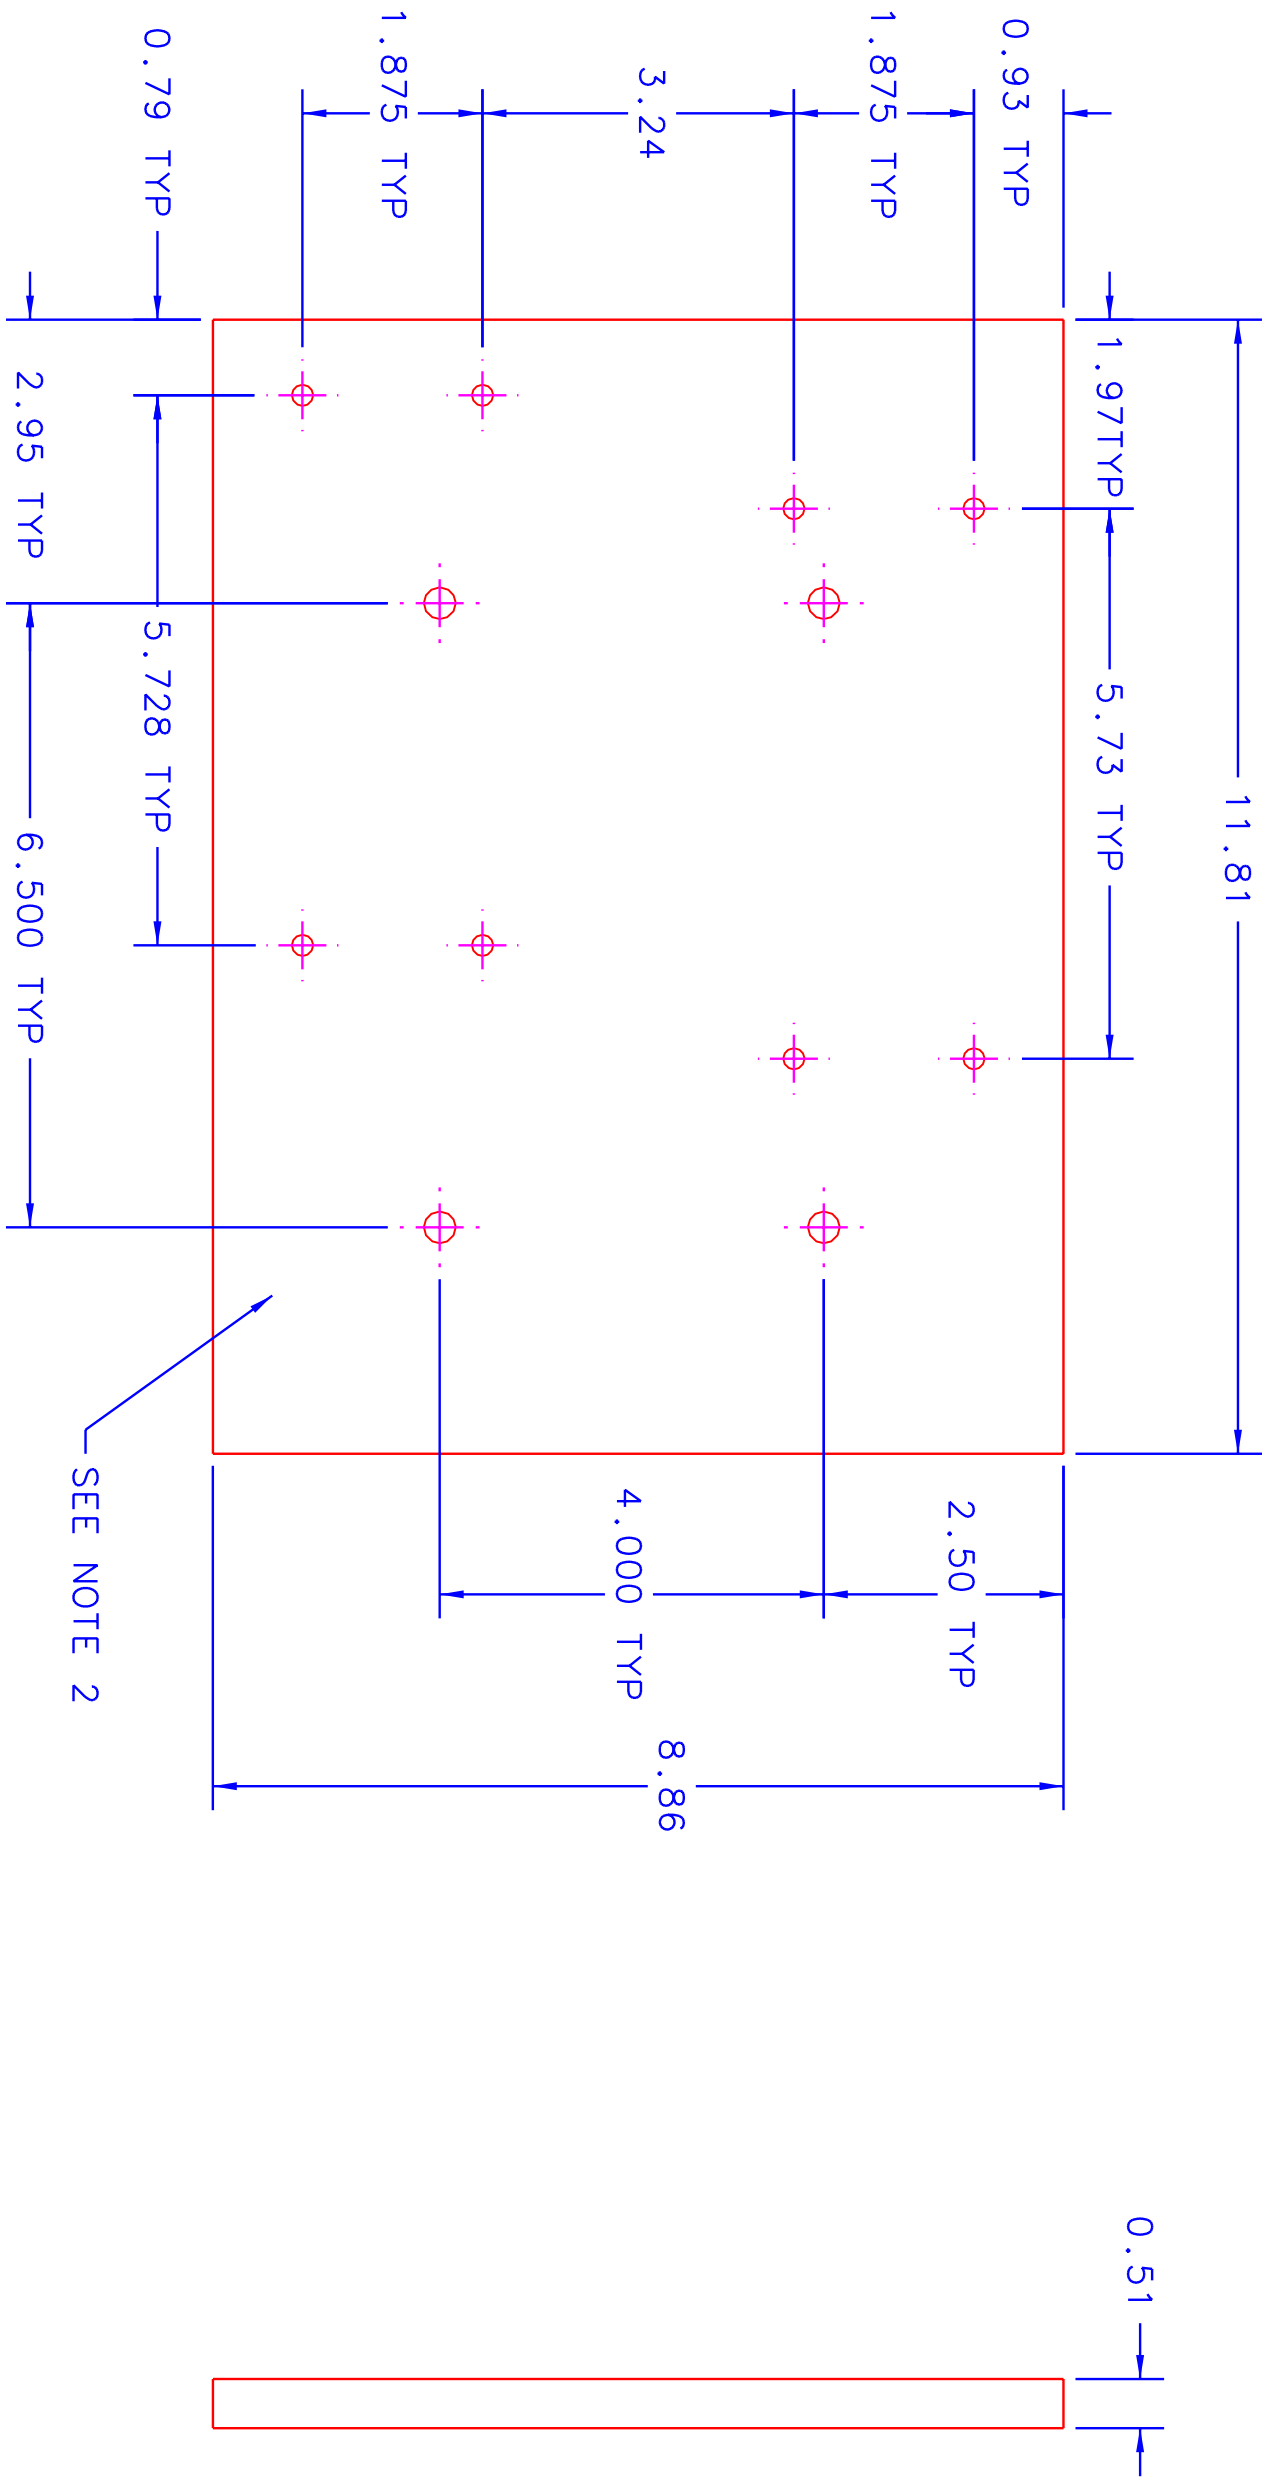 11.81
1.97TYP
5.73 TYP
0.93 TYP
1.875 TYP
3.24
1.875 TYP
0.79 TYP
5.728 TYP
2.95 TYP
6.500 TYP
2.50 TYP
4.000 TYP
8.86
SEE NOTE 2
0.51